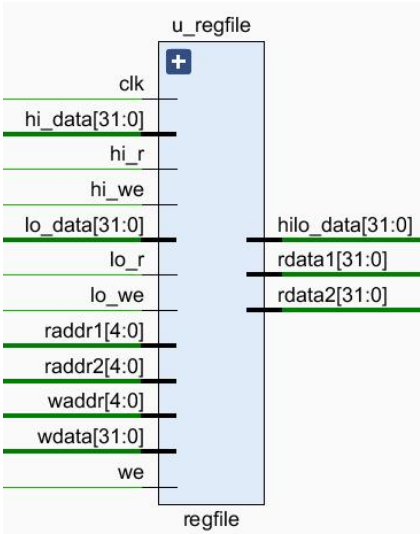 u_regfile
clk
hi_data[31:0]
hi_r
hi_we
lo_data[31:0]
hilo_data[31:0]
lo_r
rdata1[31:0]
lo_we
rdata2[31:0]
raddr1[4:0]
raddr2[4:0]
waddr[4:0]
wdata[31:0]
we
regfile